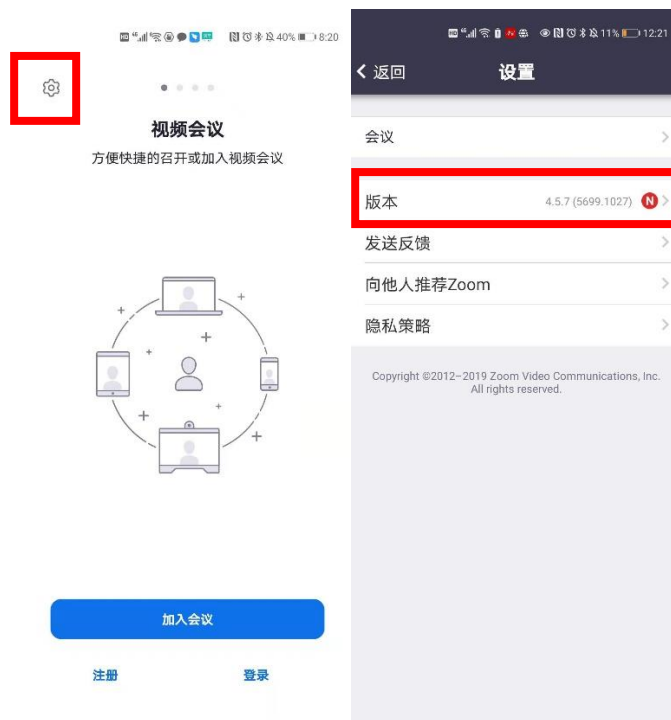 40% 8:20
视频会议
方便快捷的召开或加入视频会议
加入会议
注册 登录
11% 12:21
返回 设置
会议
版本 4.5.7 (5699.1027) N
发送反馈
向他人推荐Zoom
隐私策略
Copyright ©2012–2019 Zoom Video Communications, Inc.
All rights reserved.